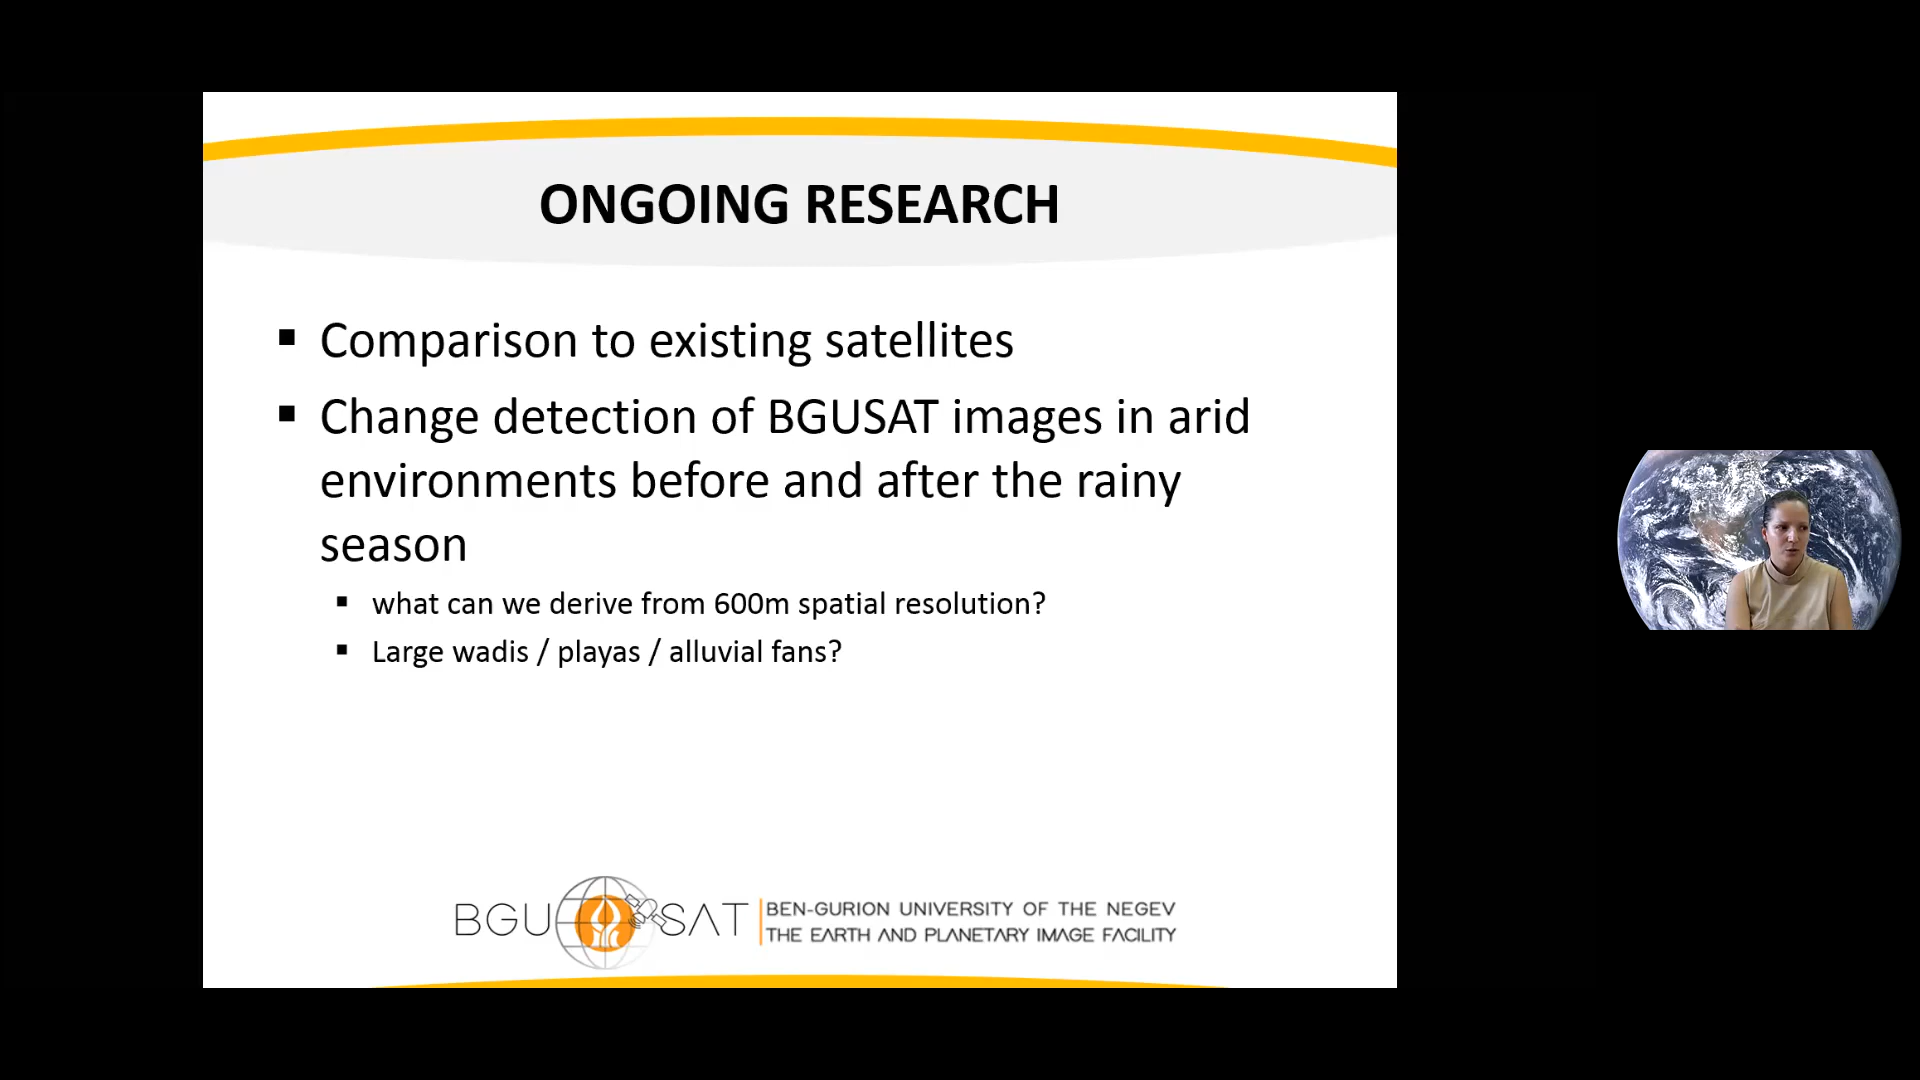 ONGOING RESEARCH
▪ Comparison to existing satellites
▪ Change detection of BGUSAT images in arid
environments before and after the rainy
season
▪ what can we derive from 600m spatial resolution?
▪ Large wadis / playas / alluvial fans?
BGU SAT
BEN-GURION UNIVERSITY OF THE NEGEV
THE EARTH AND PLANETARY IMAGE FACILITY